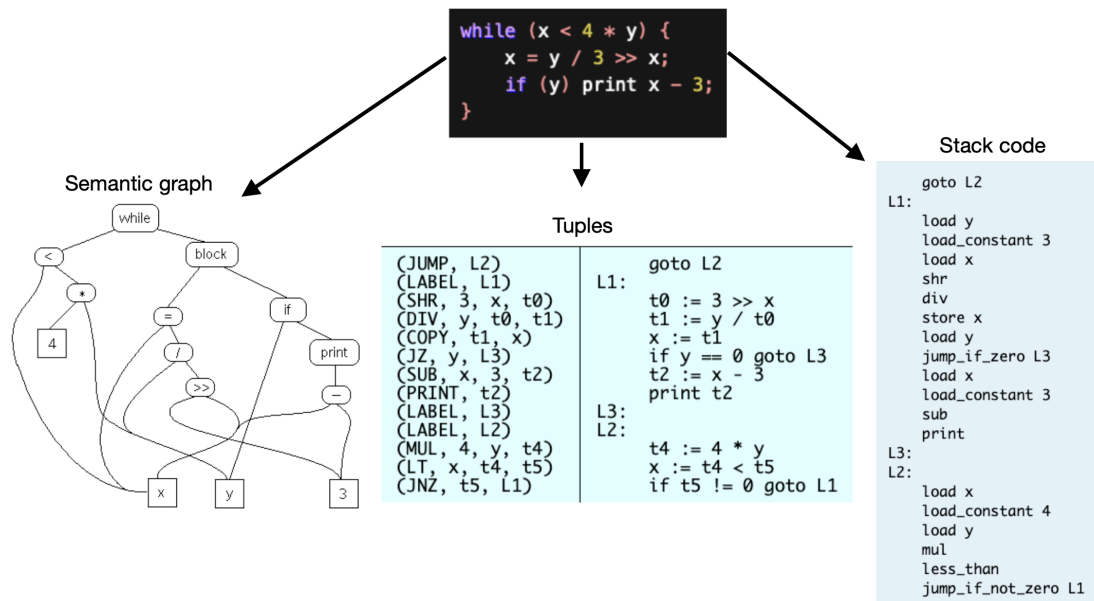 while (x < 4 * y) {
x = y / 3 >> x;
if (y) print x - 3;
}
Semantic graph
while
<
block
*
=
if
4
/
print
>>
−
x
y
3
Tuples
(JUMP, L2)
(LABEL, L1)
(SHR, 3, x, t0)
(DIV, y, t0, t1)
(COPY, t1, x)
(JZ, y, L3)
(SUB, x, 3, t2)
(PRINT, t2)
(LABEL, L3)
(LABEL, L2)
(MUL, 4, y, t4)
(LT, x, t4, t5)
(JNZ, t5, L1)
goto L2
L1:
t0 := 3 >> x
t1 := y / t0
x := t1
if y == 0 goto L3
t2 := x - 3
print t2
L3:
L2:
t4 := 4 * y
x := t4 < t5
if t5 != 0 goto L1
Stack code
goto L2
L1:
load y
load_constant 3
load x
shr
div
store x
load y
jump_if_zero L3
load x
load_constant 3
sub
print
L3:
L2:
load x
load_constant 4
load y
mul
less_than
jump_if_not_zero L1